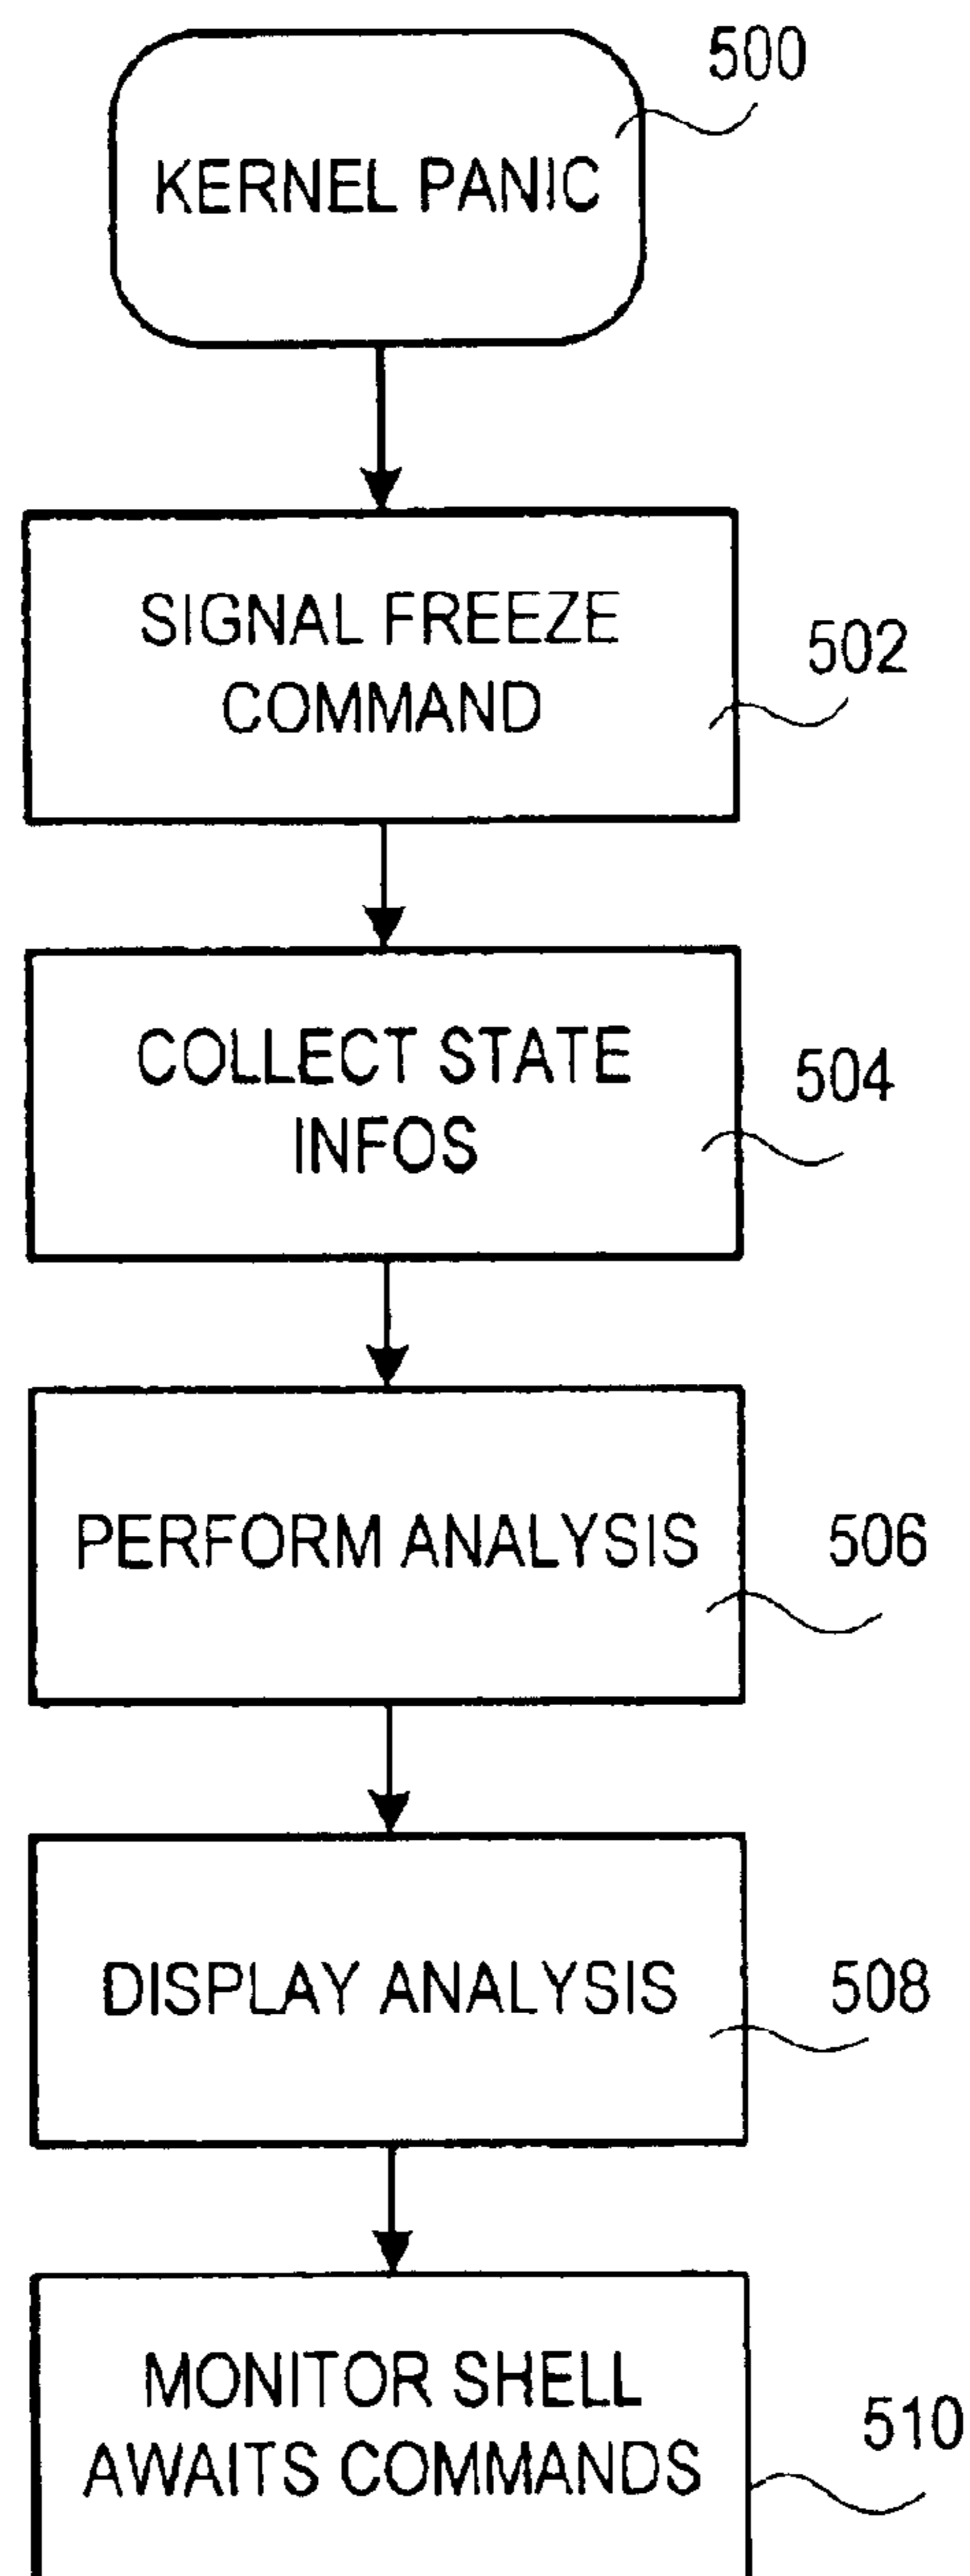 500
KERNEL PANIC
SIGNAL FREEZE
COMMAND
502
COLLECT STATE
INFOS
504
PERFORM ANALYSIS
506
DISPLAY ANALYSIS
508
MONITOR SHELL
AWAITS COMMANDS
510